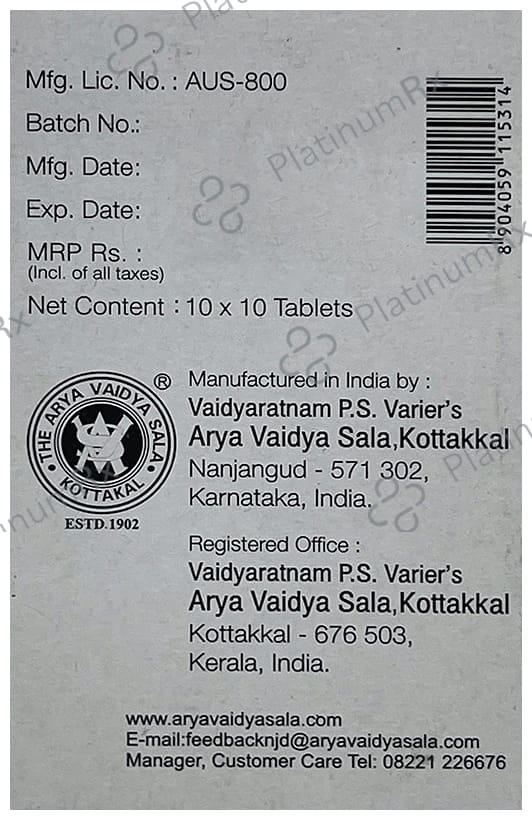 Mfg. Lic. No. : AUS-800
Batch No.:
Mfg. Date:
Exp. Date:
MRP Rs. :
(Incl. of all taxes)
Net Content : 10 x 10 Tablets
8 904059 115314
THE ARYA VAIDYA SALA
KOTTAKAL
®
ESTD.1902
Manufactured in India by :
Vaidyaratnam P.S. Varier's
Arya Vaidya Sala,Kottakkal
Nanjangud - 571 302,
Karnataka, India.
Registered Office :
Vaidyaratnam P.S. Varier's
Arya Vaidya Sala,Kottakkal
Kottakkal - 676 503,
Kerala, India.
www.aryavaidyasala.com
E-mail:feedbacknjd@aryavaidyasala.com
Manager, Customer Care Tel: 08221 226676
PlatinumRx
PlatinumRx